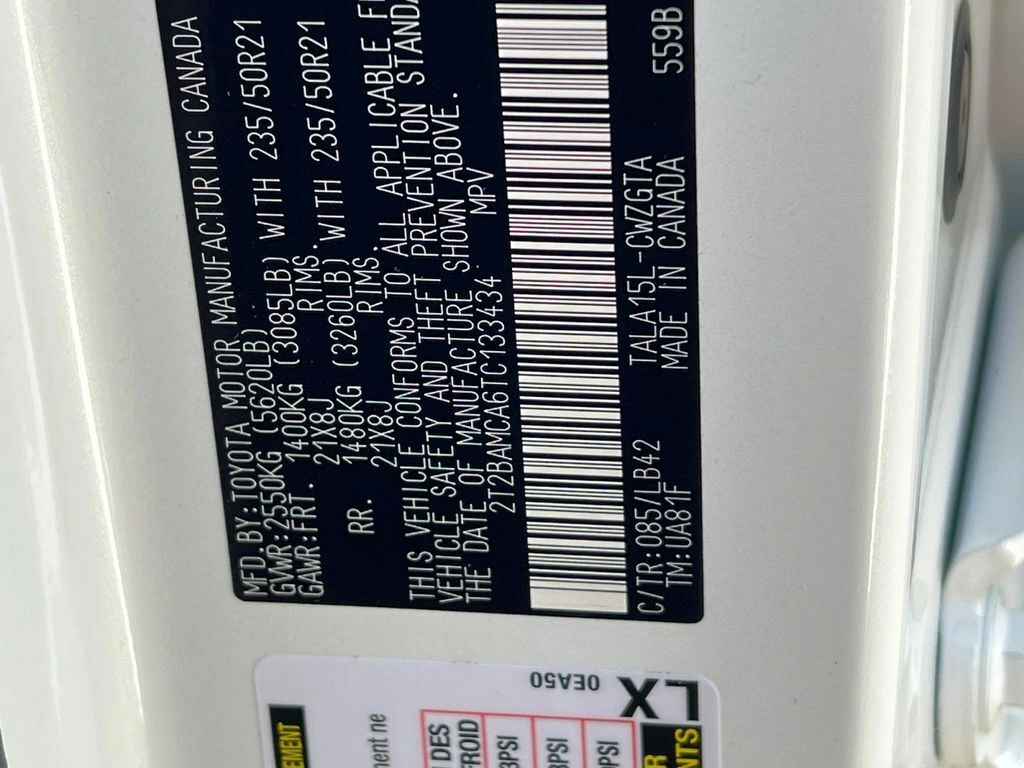 MFD.BY:TOYOTA MOTOR MANUFACTURING CANADA
GVWR:2550KG (5620LB)
GAWR:FRT. 1400KG (3085LB) WITH 235/50R21
21X8J RIMS.
RR. 1480KG (3260LB) WITH 235/50R21
21X8J RIMS.
THIS VEHICLE CONFORMS TO ALL APPLICABLE
VEHICLE SAFETY AND THEFT PREVENTION
THE DATE OF MANUFACTURE SHOWN ABOVE.
2T2BAMCA6TC133434 MPV
C/TR:085/LB42 TALA15L-CWZGTA 559B
TM:UA81F MADE IN CANADA
0EA50
DES
FROID
PSI
PSI
PSI